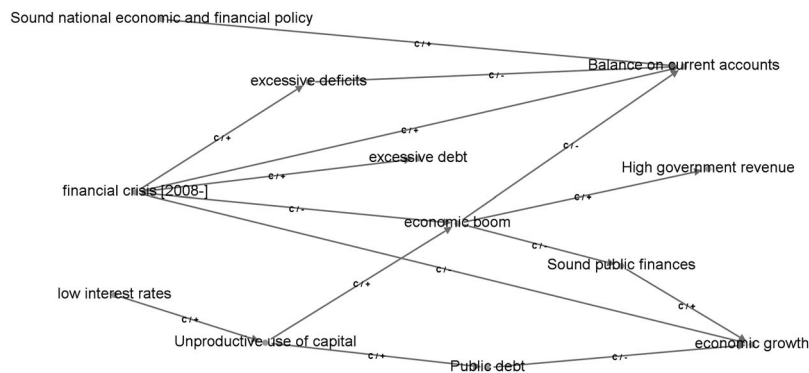 Sound national economic and financial policy
c / +
Balance on current accounts
excessive deficits
c / -
c / +
c / +
c / -
excessive debt
High government revenue
c / +
financial crisis [2008-]
c / +
c / -
economic boom
c / -
Sound public finances
c / -
c / +
low interest rates
c / +
c / +
Unproductive use of capital
economic growth
c / +
c / -
Public debt